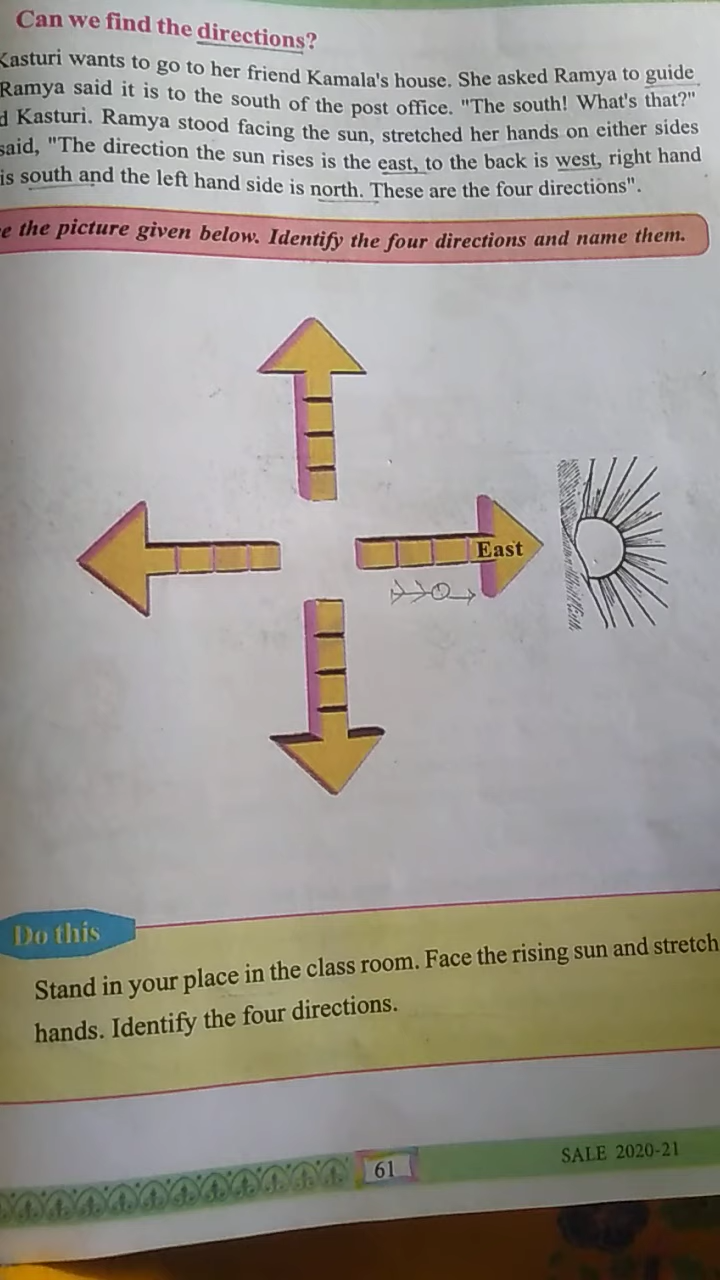 Can we find the directions?
Kasturi wants to go to her friend Kamala's house. She asked Ramya to guide
Ramya said it is to the south of the post office. "The south! What's that?"
d Kasturi. Ramya stood facing the sun, stretched her hands on either sides
said, "The direction the sun rises is the east, to the back is west, right hand
is south and the left hand side is north. These are the four directions".
e the picture given below. Identify the four directions and name them.
East
Do this
Stand in your place in the class room. Face the rising sun and stretch
hands. Identify the four directions.
61
SALE 2020-21